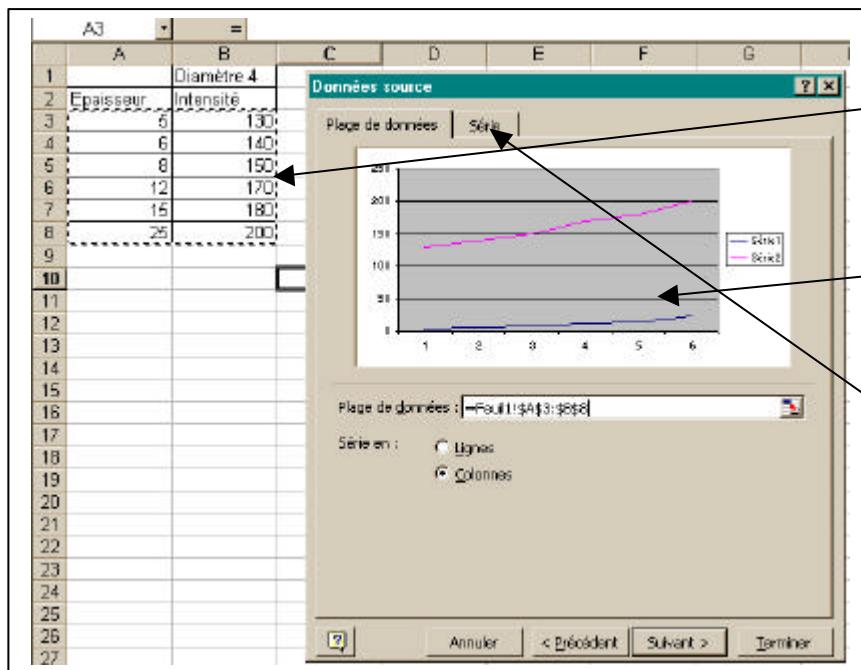 A3 =
A B C D E F G
1 Diamètre 4
2 Epaisseur Intensité
3 5 130
4 6 140
5 8 150
6 12 170
7 15 180
8 25 200
9
10
11
12
13
14
15
16
17
18
19
20
21
22
23
24
25
26
27
Données source ? ×
Plage de données Série
250
200
150
100
50
0
1 2 3 4 5 6
Série1
Série2
Plage de données : =Feuil1!$A$3:$B$8
Série en : Lignes
Colonnes
? Annuler < Précédent Suivant > Terminer